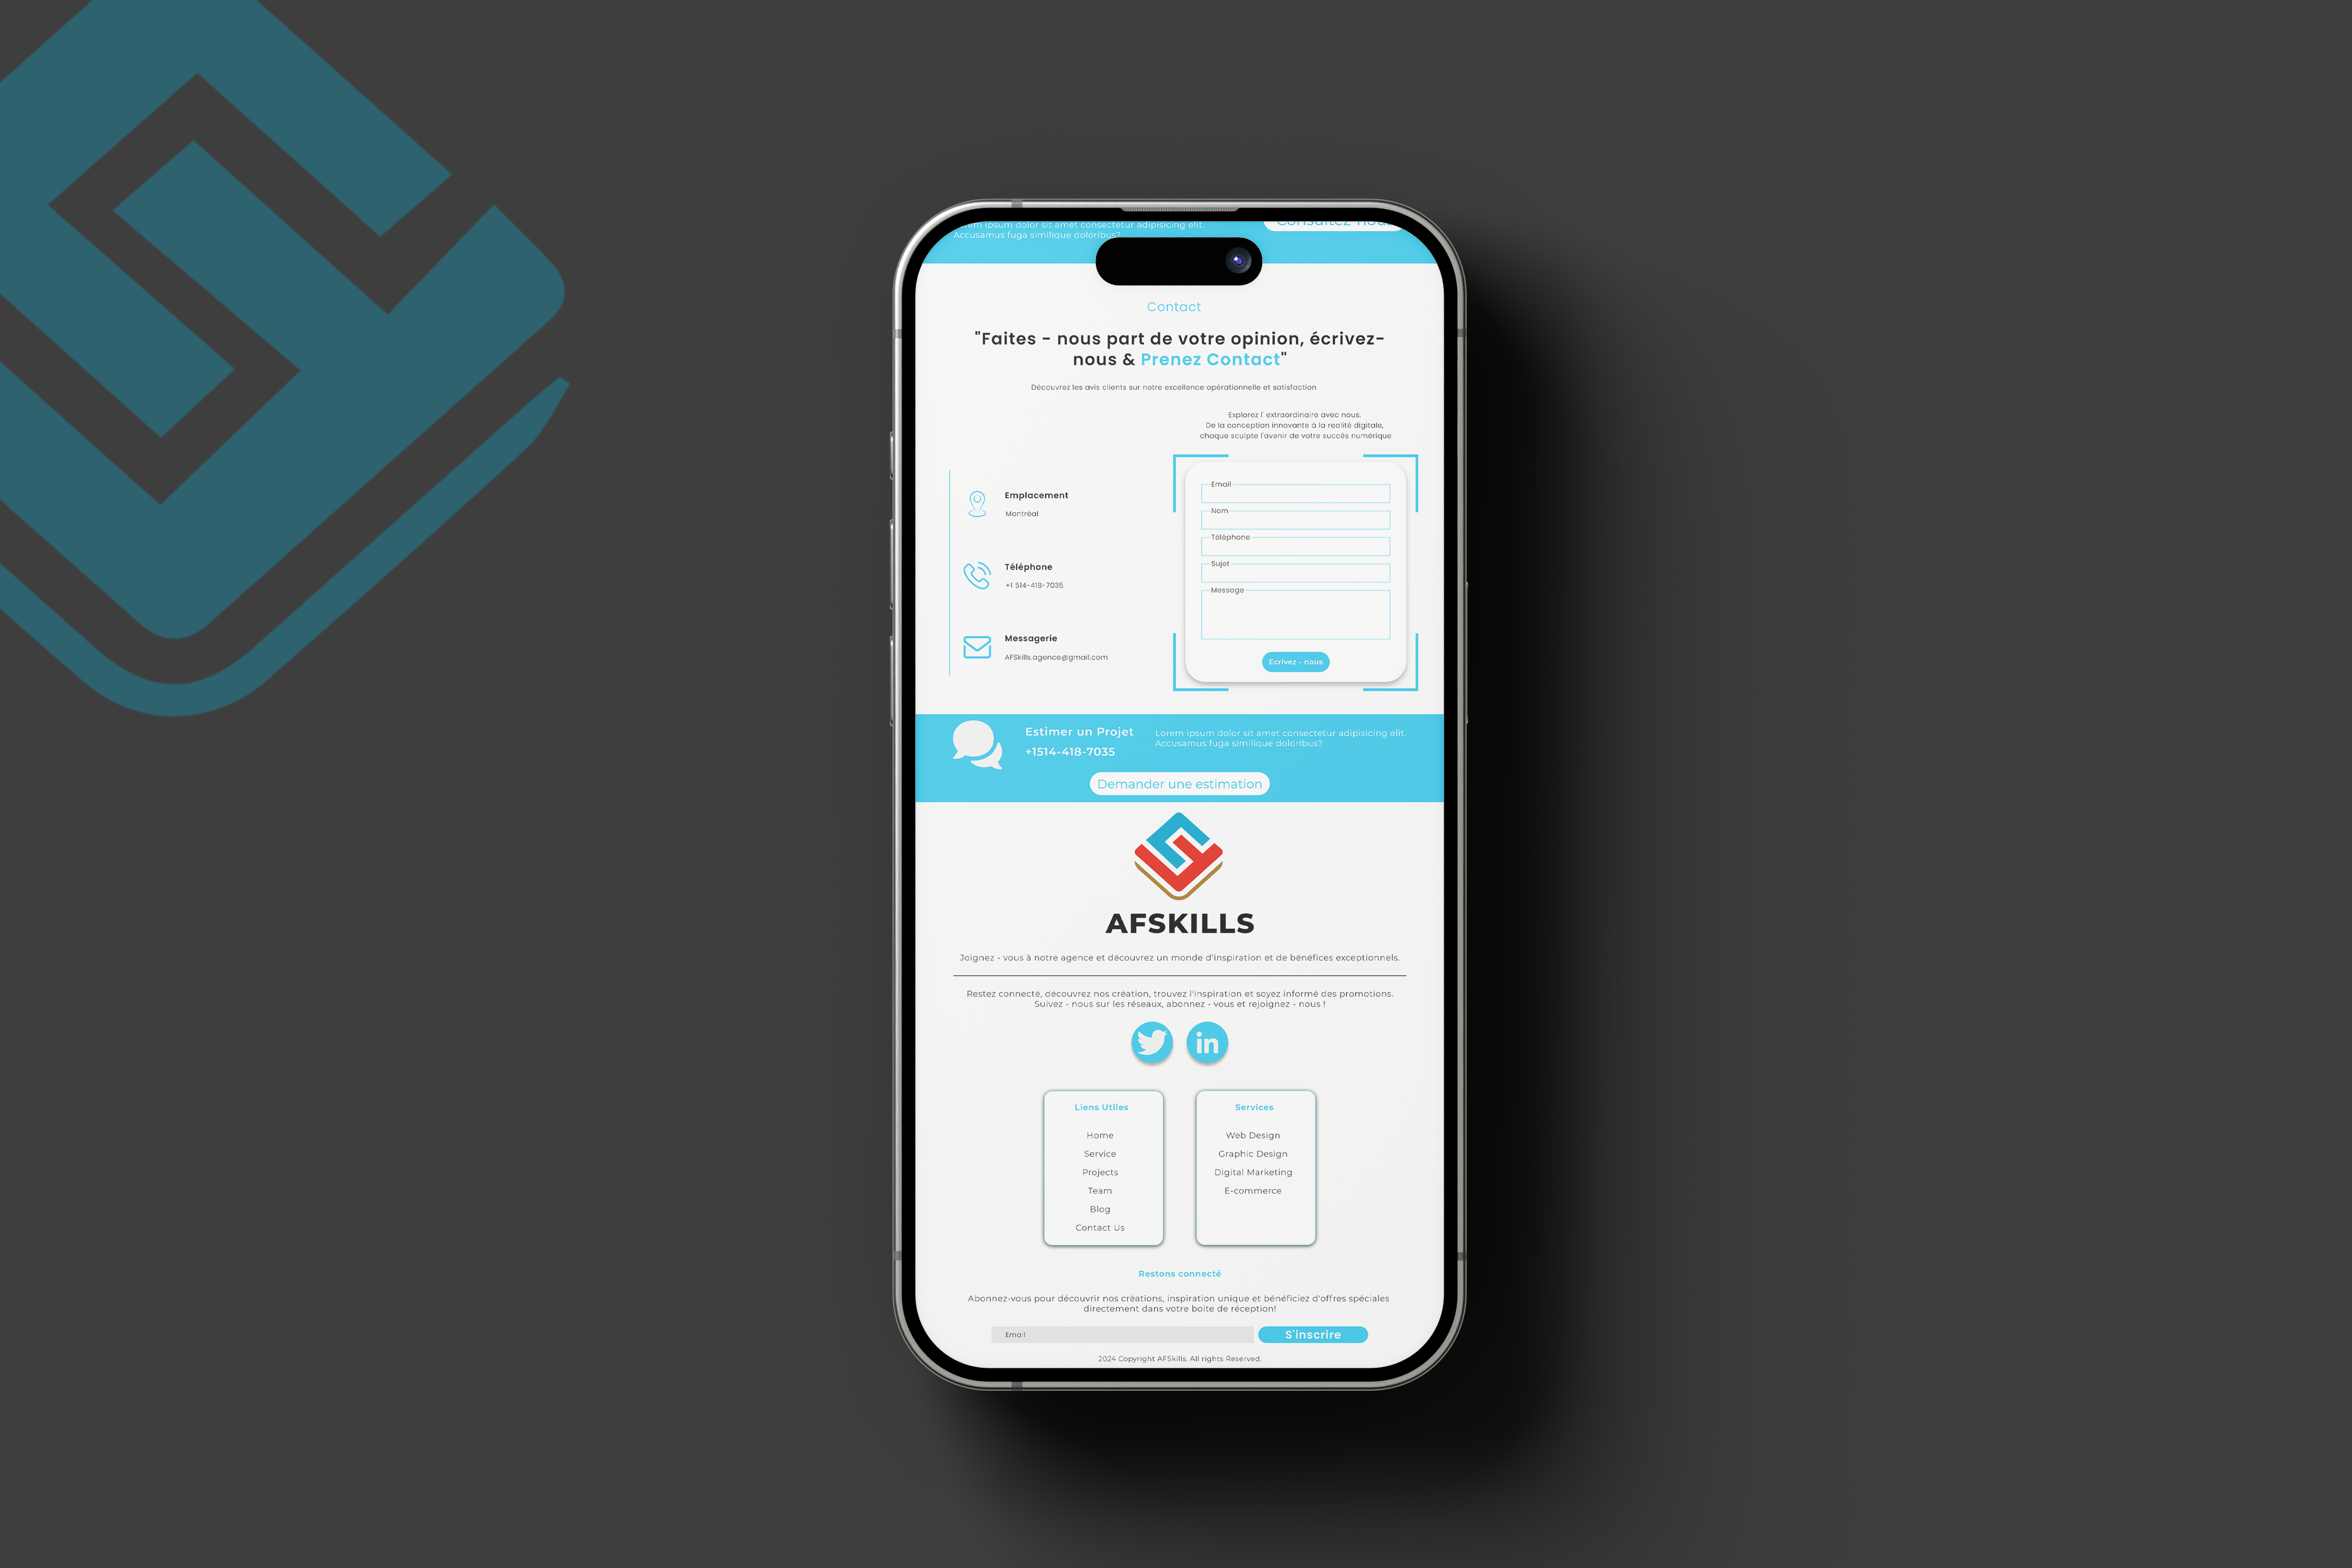 ipsum dolor sit amet consectetur adipisicing elit.
Accusamus fuga similique doloribus?
Contact
"Faites - nous part de votre opinion, écrivez-
nous & Prenez Contact"
Découvrez les avis clients sur notre excellence opérationnelle et satisfaction
Explorez l' extraordinaire avec nous.
De la conception innovante à la realité digitale,
chaque sculpte l'avenir de votre succès numérique
Emplacement
Montréal
Téléphone
+1 514-418-7035
Messagerie
AFSkills.agence@gmail.com
Email
Nom
Téléphone
Sujet
Message
Ecrivez - nous
Estimer un Projet
+1514-418-7035
Lorem ipsum dolor sit amet consectetur adipisicing elit.
Accusamus fuga similique doloribus?
Demander une estimation
AFSKILLS
Joignez - vous à notre agence et découvrez un monde d'inspiration et de bénéfices exceptionnels.
Restez connecté, découvrez nos création, trouvez l'inspiration et soyez informé des promotions.
Suivez - nous sur les réseaux, abonnez - vous et rejoignez - nous !
in
Liens Utiles
Home
Service
Projects
Team
Blog
Contact Us
Services
Web Design
Graphic Design
Digital Marketing
E-commerce
Restons connecté
Abonnez-vous pour découvrir nos créations, inspiration unique et bénéficiez d'offres spéciales
directement dans votre boite de réception!
Email
S'inscrire
2024 Copyright AFSkills. All rights Reserved.